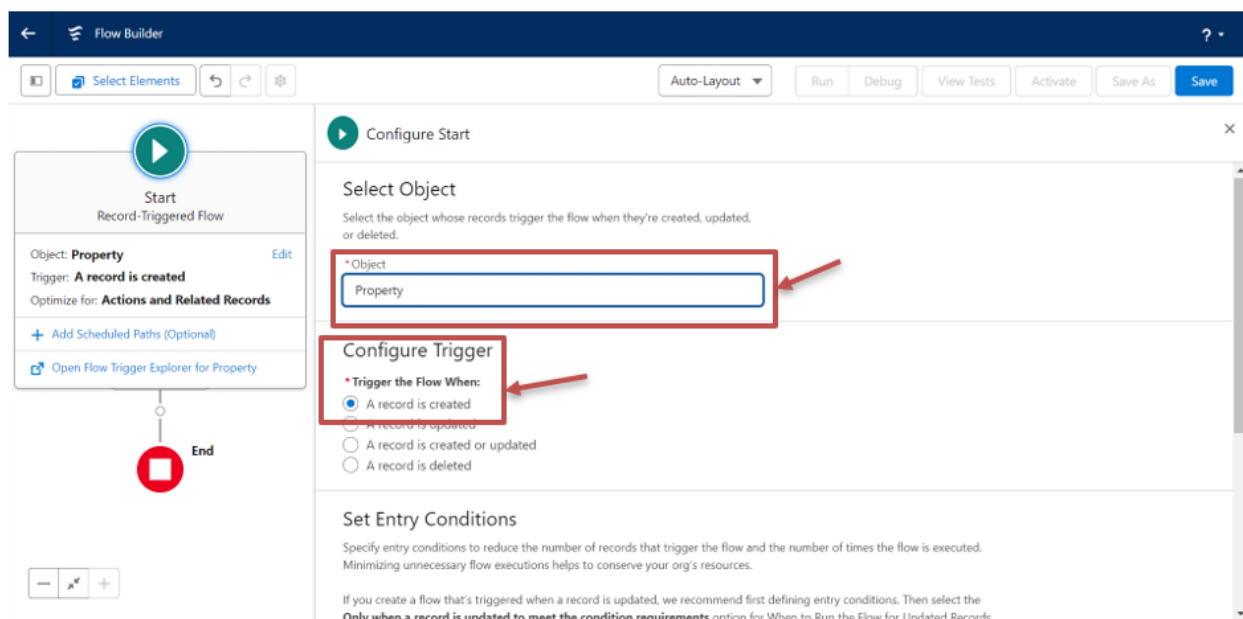 Flow Builder
?
Select Elements
Auto-Layout
Run
Debug
View Tests
Activate
Save As
Save
Start
Record-Triggered Flow
Object: Property
Edit
Trigger: A record is created
Optimize for: Actions and Related Records
+ Add Scheduled Paths (Optional)
Open Flow Trigger Explorer for Property
End
Configure Start
Select Object
Select the object whose records trigger the flow when they're created, updated,
or deleted.
*Object
Property
Configure Trigger
*Trigger the Flow When:
A record is created
A record is updated
A record is created or updated
A record is deleted
Set Entry Conditions
Specify entry conditions to reduce the number of records that trigger the flow and the number of times the flow is executed.
Minimizing unnecessary flow executions helps to conserve your org's resources.
If you create a flow that's triggered when a record is updated, we recommend first defining entry conditions. Then select the
Only when a record is updated to meet the condition requirements option for When to Run the Flow for Updated Records